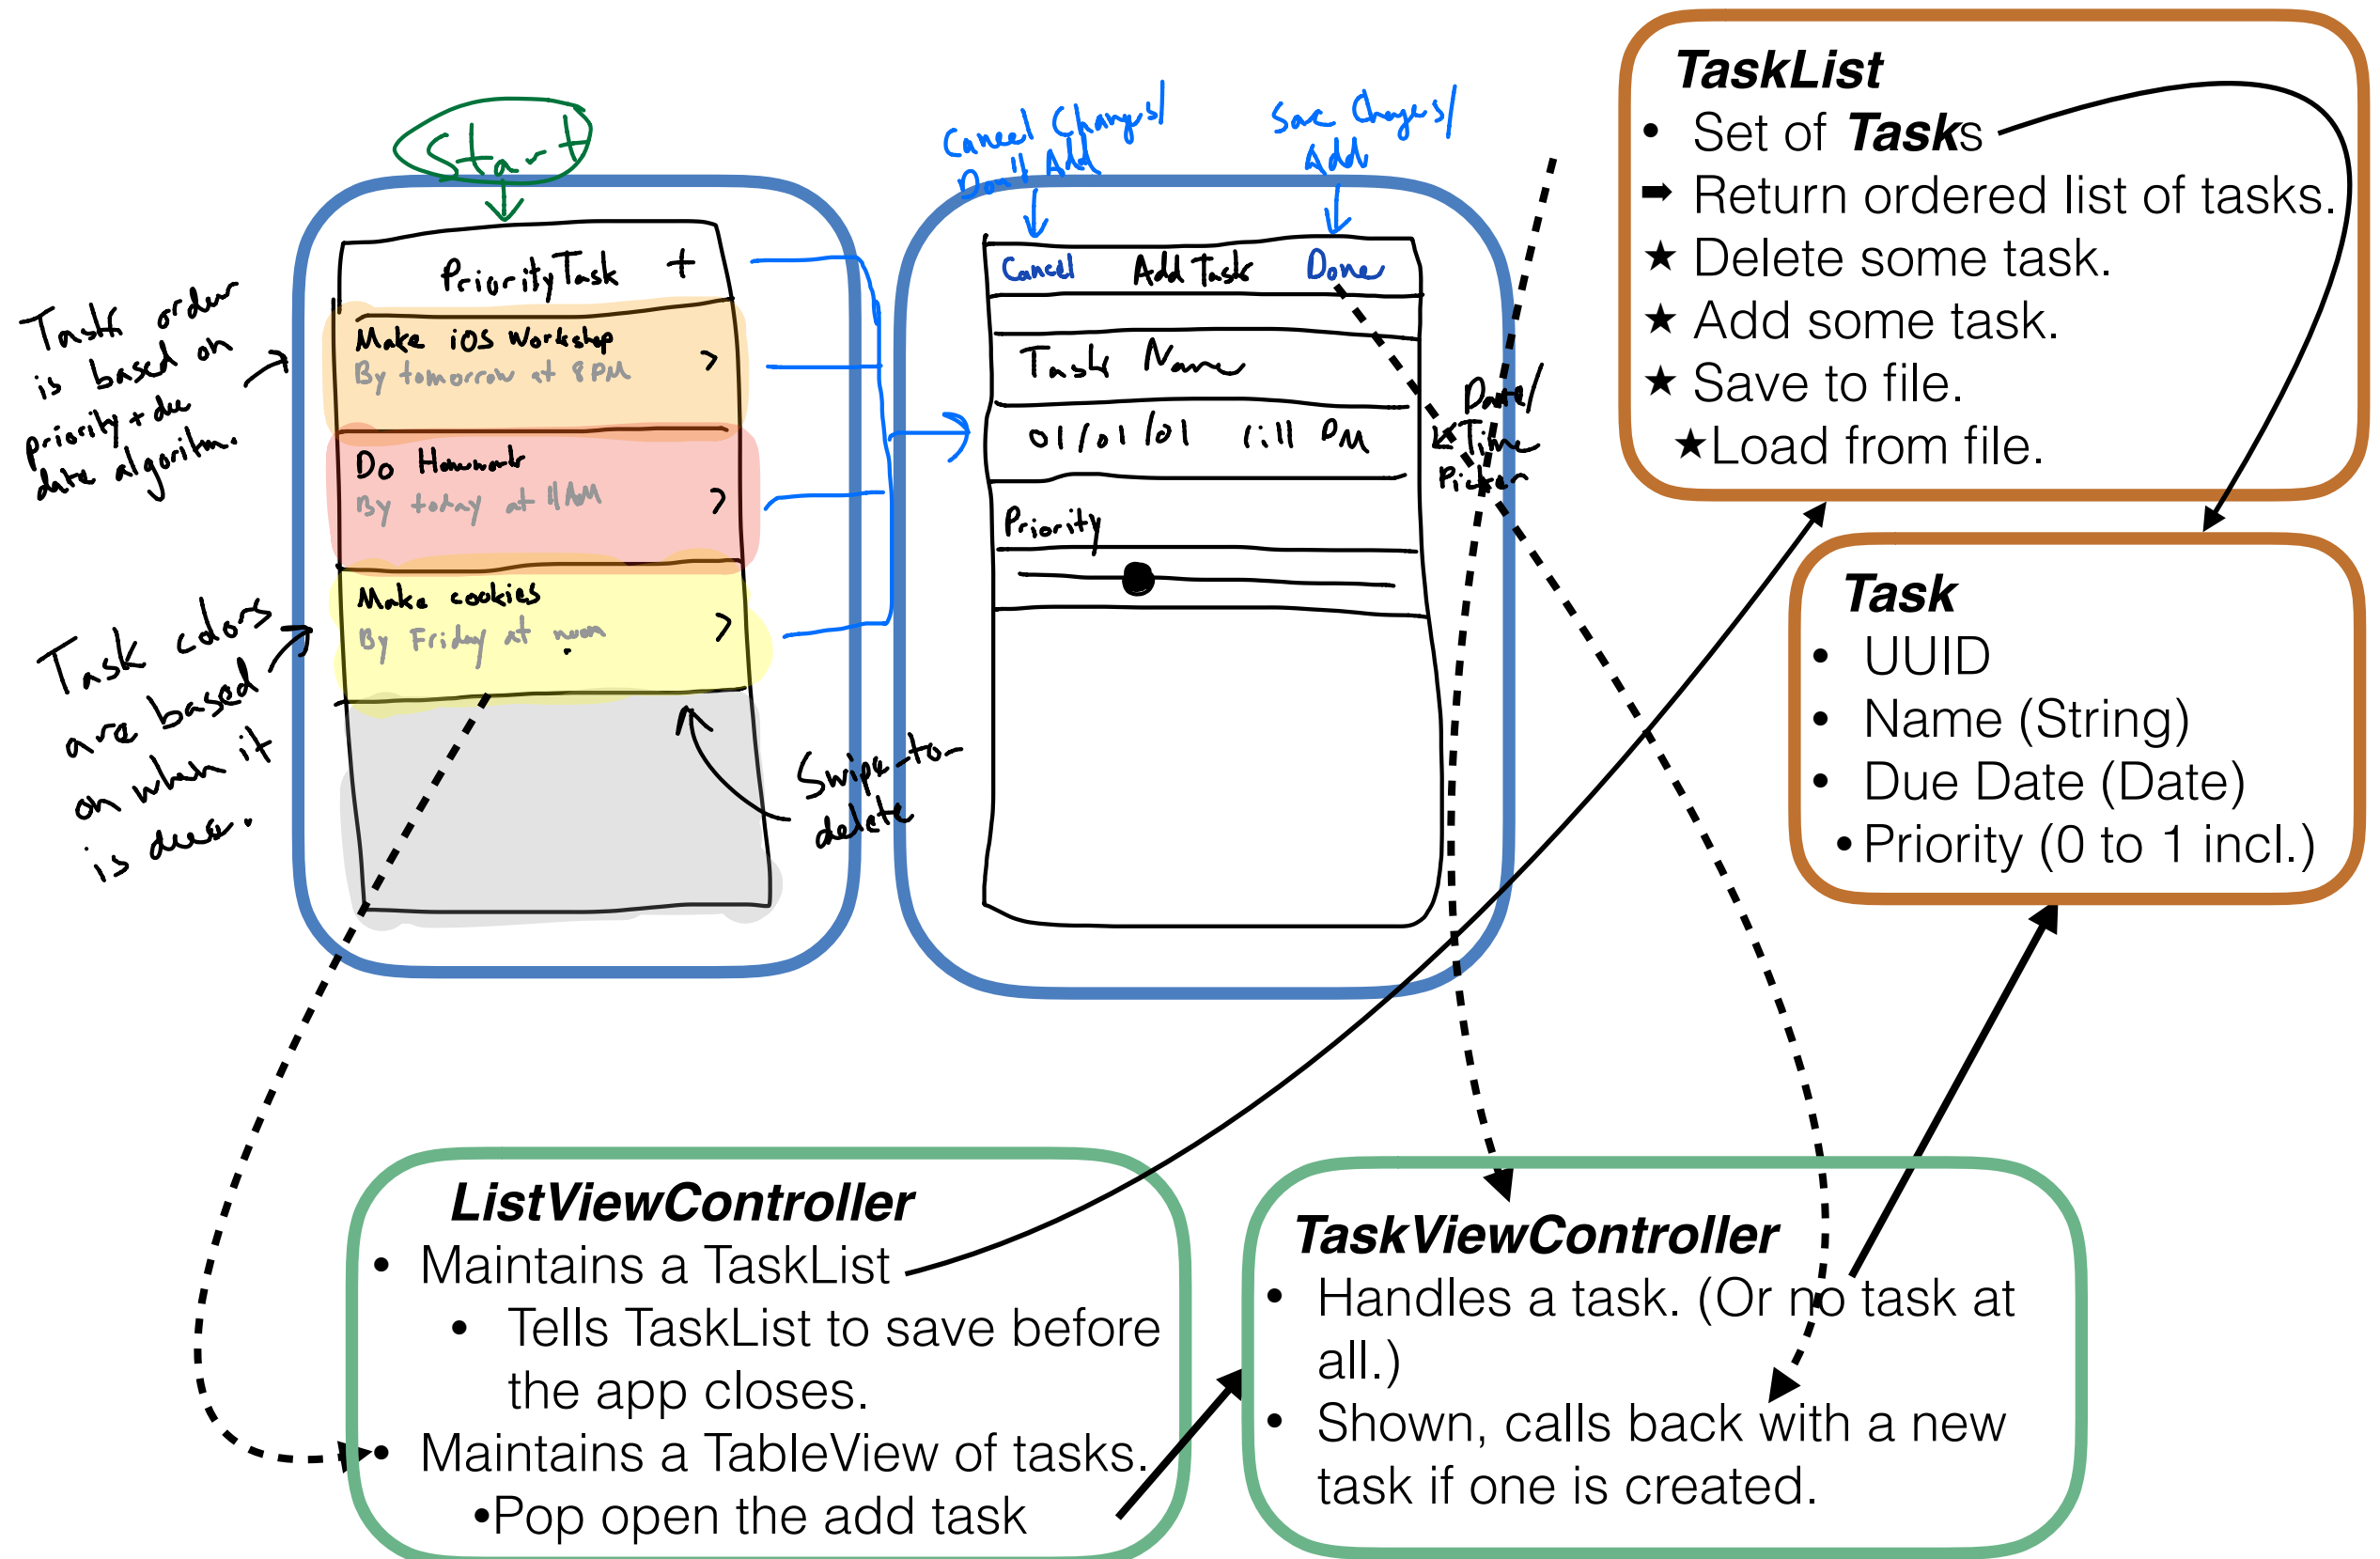 Start
Cancel Changes/
Don't Add
Save Changes/
Add
PriorityTask +
Make iOS Workshop
By tomorrow at 8PM
Do Homework
By today at 11AM
Make cookies
By Friday at noon
Task order
is based on
priority + due
date algoritm.
Task colors
are based
on when it
is due.
Swipe-to-
delete
Cancel Add Task Done
Task Name
01/01/01 1:11 PM
Priority
Date/
Time
Picker
TaskList
• Set of Tasks
➡ Return ordered list of tasks.
★ Delete some task.
★ Add some task.
★ Save to file.
★Load from file.
Task
• UUID
• Name (String)
• Due Date (Date)
•Priority (0 to 1 incl.)
ListViewController
• Maintains a TaskList
• Tells TaskList to save before
the app closes.
• Maintains a TableView of tasks.
•Pop open the add task
TaskViewController
• Handles a task. (Or no task at
all.)
• Shown, calls back with a new
task if one is created.